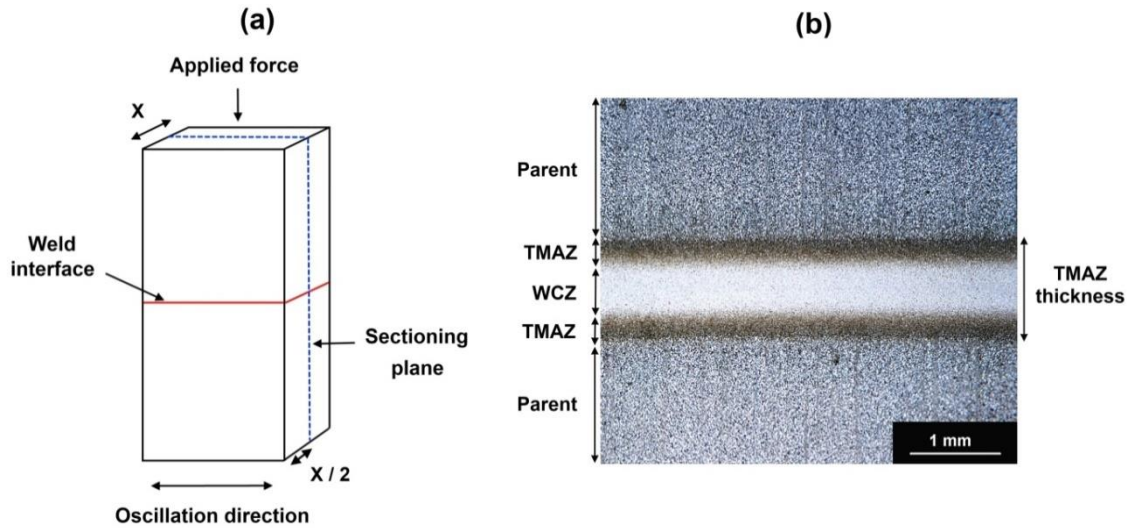 (a)
Applied force
X
Weld
interface
Sectioning
plane
X / 2
Oscillation direction
(b)
Parent
TMAZ
WCZ
TMAZ
Parent
TMAZ
thickness
1 mm